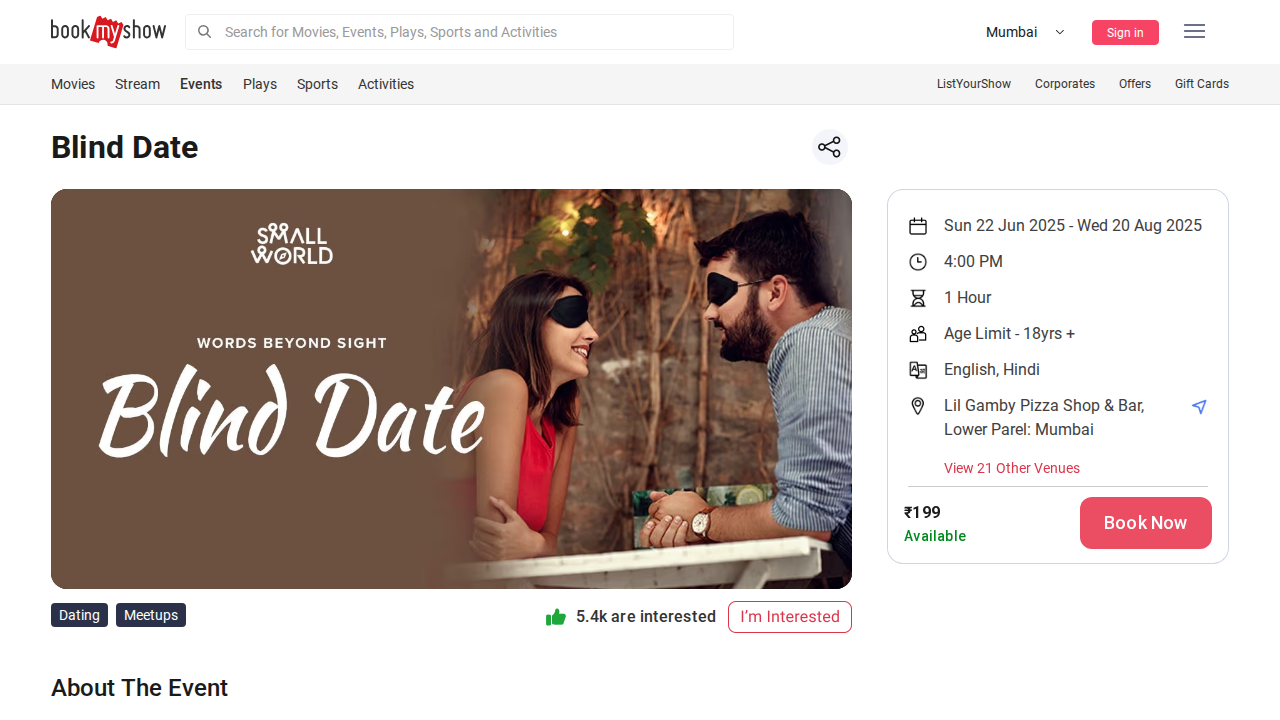 bookmyshow
Search for Movies, Events, Plays, Sports and Activities
Mumbai
Sign in
Movies
Stream
Events
Plays
Sports
Activities
ListYourShow
Corporates
Offers
Gift Cards
Blind Date
SMALL
WORLD
WORDS BEYOND SIGHT
Blind Date
Sun 22 Jun 2025 - Wed 20 Aug 2025
4:00 PM
1 Hour
Age Limit - 18yrs +
English, Hindi
Lil Gamby Pizza Shop & Bar,
Lower Parel: Mumbai
View 21 Other Venues
₹199
Available
Book Now
Dating
Meetups
5.4k are interested
I'm Interested
About The Event